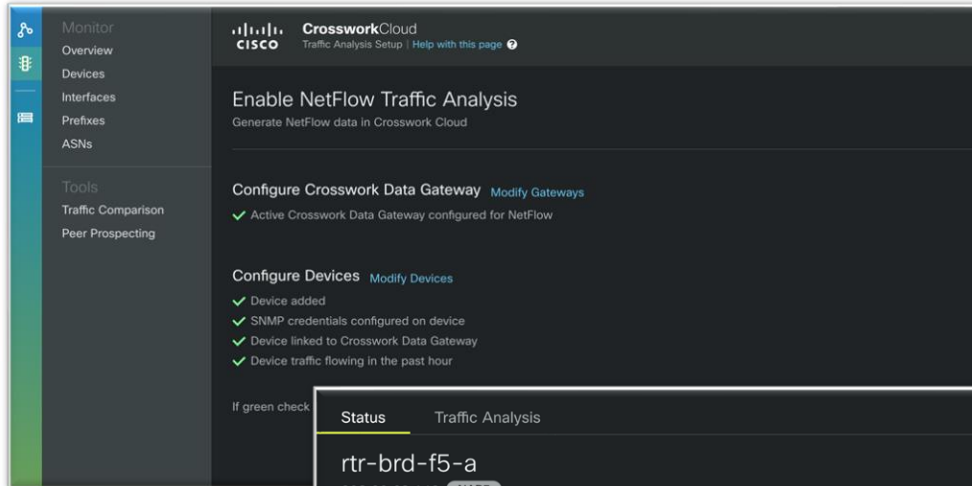 Monitor
Overview
Devices
Interfaces
Prefixes
ASNs
Tools
Traffic Comparison
Peer Prospecting
CISCO
CrossworkCloud
Traffic Analysis Setup | Help with this page ?
Enable NetFlow Traffic Analysis
Generate NetFlow data in Crosswork Cloud
Configure Crosswork Data Gateway Modify Gateways
Active Crosswork Data Gateway configured for NetFlow
Configure Devices Modify Devices
Device added
SNMP credentials configured on device
Device linked to Crosswork Data Gateway
Device traffic flowing in the past hour
If green check
Status Traffic Analysis
rtr-brd-f5-a